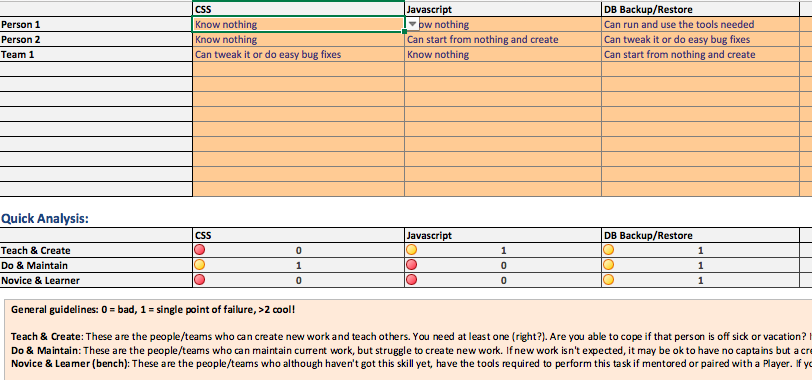 CSS Javascript DB Backup/Restore
Person 1 Know nothing ow nothing Can run and use the tools needed
Person 2 Know nothing Can start from nothing and create Can tweak it or do easy bug fixes
Team 1 Can tweak it or do easy bug fixes Know nothing Can start from nothing and create
Quick Analysis:
CSS Javascript DB Backup/Restore
Teach & Create 0 1 1
Do & Maintain 1 0 1
Novice & Learner 0 0 1
General guidelines: 0 = bad, 1 = single point of failure, >2 cool!
Teach & Create: These are the people/teams who can create new work and teach others. You need at least one (right?). Are you able to cope if that person is off sick or vacation?
Do & Maintain: These are the people/teams who can maintain current work, but struggle to create new work. If new work isn't expected, it may be ok to have no captains but a
Novice & Learner (bench): These are the people/teams who although haven't got this skill yet, have the tools required to perform this task if mentored or paired with a Player. If